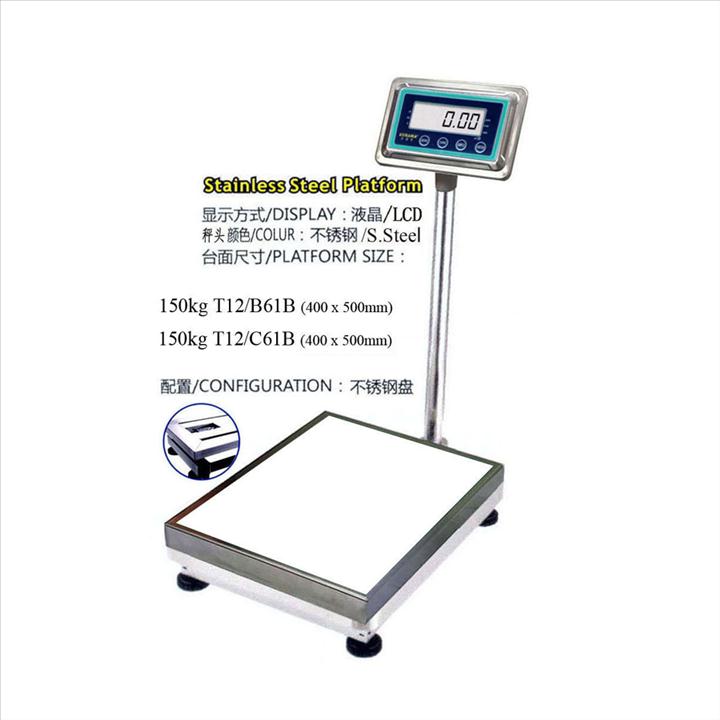 0.00
Stainless Steel Platform
显示方式/DISPLAY：液晶/LCD
秤头颜色/COLUR：不锈钢/S.Steel
台面尺寸/PLATFORM SIZE：
150kg T12/B61B (400 x 500mm)
150kg T12/C61B (400 x 500mm)
配置/CONFIGURATION：不锈钢盘